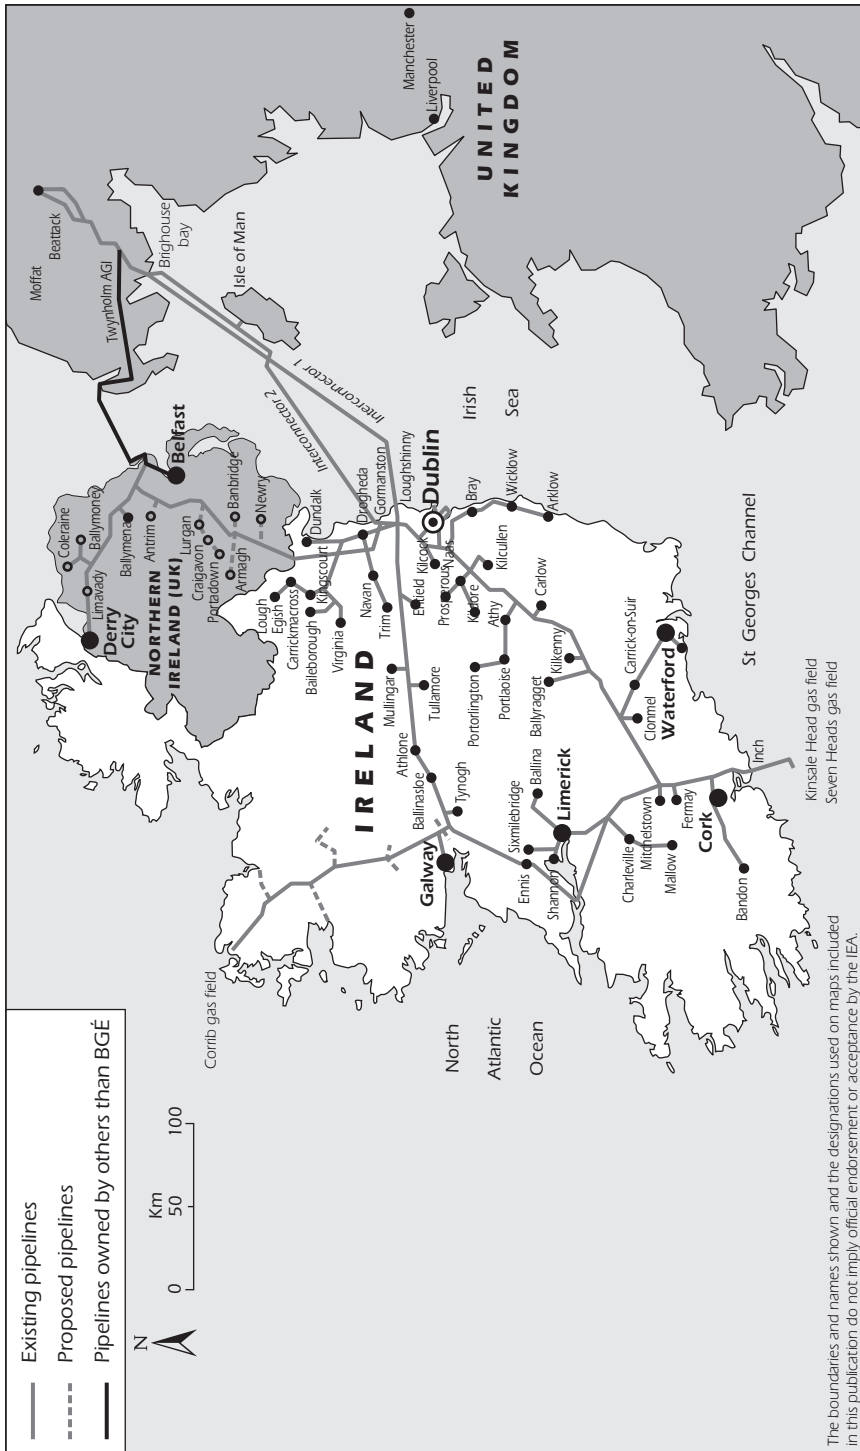 Existing pipelines
Proposed pipelines
Pipelines owned by others than BGÉ
N
Km
0 50 100
Corrib gas field
North
Atlantic
Ocean
Moffat
Beattack
Twynholm AGI
Brighouse
bay
Isle of Man
Manchester
Liverpool
UNITED
KINGDOM
Interconnector 1
Interconnector 2
Irish
Sea
St Georges Channel
Coleraine
Ballymoney
Limavady
Derry
City
Ballymena
Antrim
Belfast
NORTHERN
IRELAND (UK)
Lurgan
Craigavon
Portadown
Armagh
Banbridge
Newry
Dundalk
Lough
Egish
Carrickmacross
Kingscourt
Baileborough
Virginia
Drogheda
Gormanston
Loughshinny
Navan
Trim
IRELAND
Dublin
Mullingar
Tullamore
Enfield
Kilcock
Naas
Prosperous
Kildore
Kilcullen
Bray
Wicklow
Arklow
Athlone
Ballinasloe
Tynogh
Galway
Portorlington
Portlaoise
Athy
Carlow
Ballyragget
Kilkenny
Carrick-on-Suir
Clonmel
Waterford
Ballina
Sixmilebridge
Limerick
Ennis
Shannon
Charleville
Mitchelstown
Mallow
Fermay
Cork
Bandon
Inch
Kinsale Head gas field
Seven Heads gas field
The boundaries and names shown and the designations used on maps included
in this publication do not imply official endorsement or acceptance by the IEA.